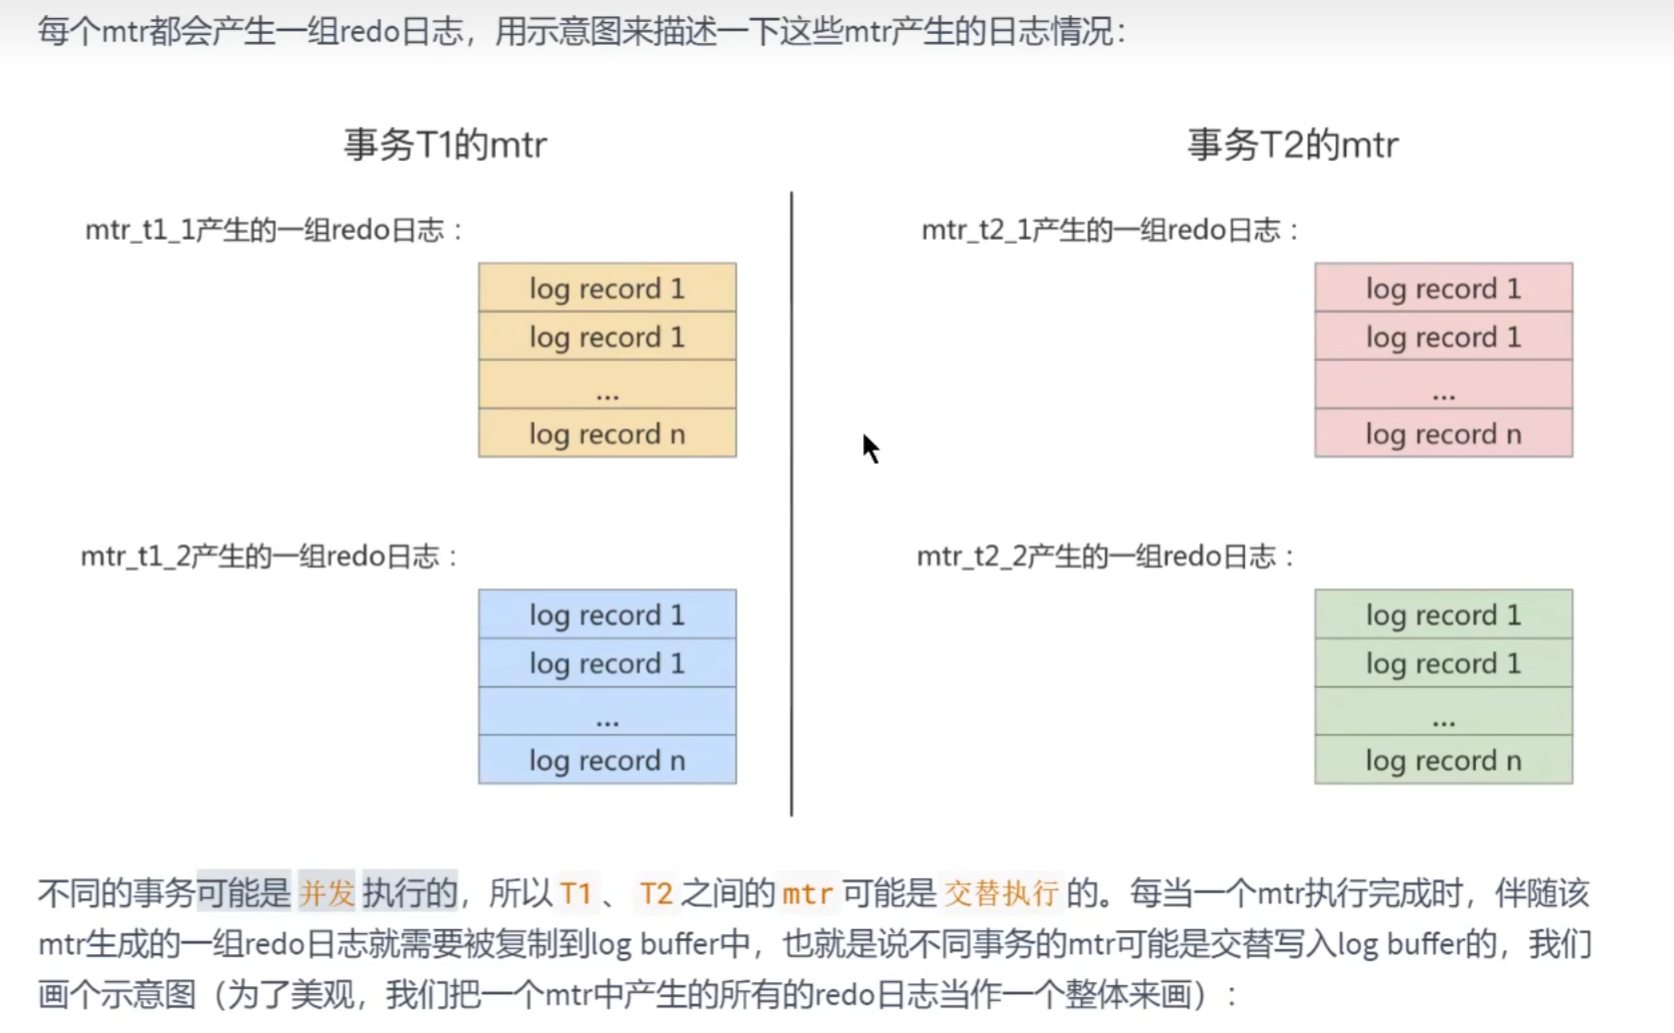 每个mtr都会产生一组redo日志，用示意图来描述一下这些mtr产生的日志情况：
事务T1的mtr
mtr_t1_1产生的一组redo日志：
log record 1
log record 1
...
log record n
mtr_t1_2产生的一组redo日志：
log record 1
log record 1
...
log record n
事务T2的mtr
mtr_t2_1产生的一组redo日志：
log record 1
log record 1
...
log record n
mtr_t2_2产生的一组redo日志：
log record 1
log record 1
...
log record n
不同的事务可能是 并发 执行的，所以 T1 、 T2 之间的 mtr 可能是 交替执行 的。每当一个mtr执行完成时，伴随该
mtr生成的一组redo日志就需要被复制到log buffer中，也就是说不同事务的mtr可能是交替写入log buffer的，我们
画个示意图（为了美观，我们把一个mtr中产生的所有的redo日志当作一个整体来画）：